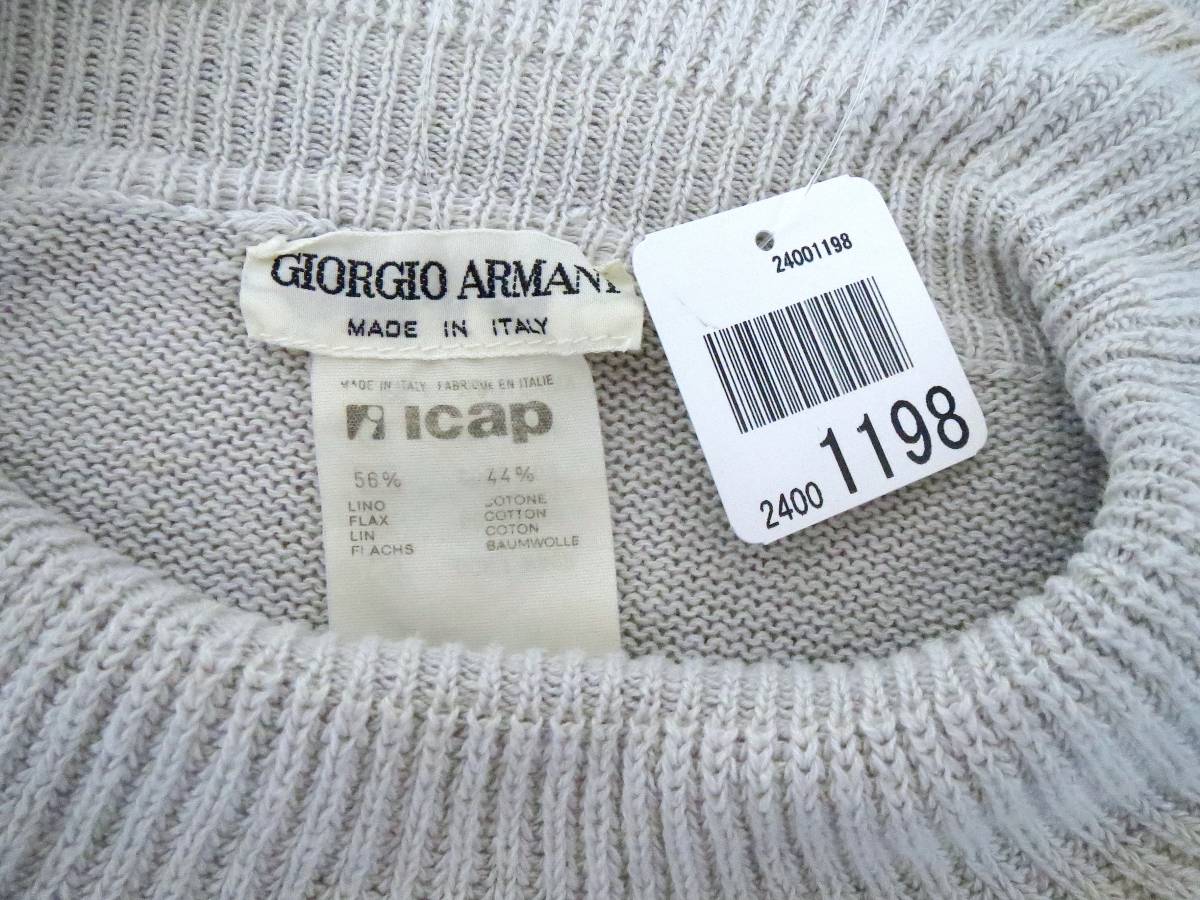 GIORGIO ARMANI
MADE IN ITALY
MADE IN ITALY FABRIQUE EN ITALIE
icap
56% 44%
LINO COTONE
FLAX COTTON
LIN COTON
FLACHS BAUMWOLLE
24001198
2400 1198